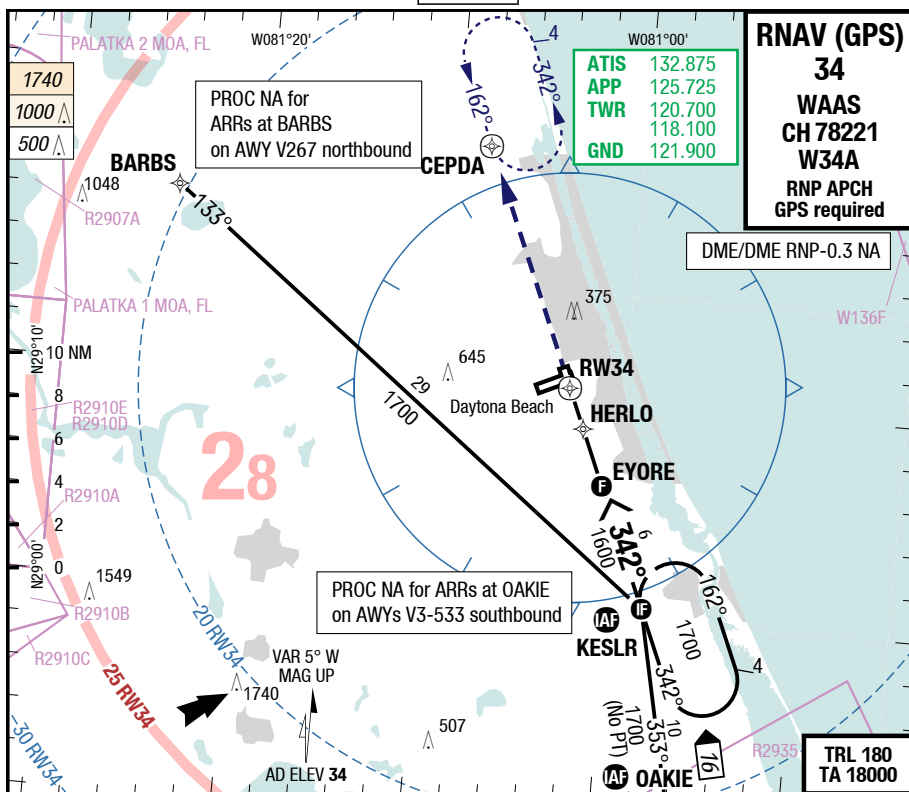 PALATKA 2 MOA, FL
W081°20'
W081°00'
4
342°
162°
RNAV (GPS)
34
WAAS
CH 78221
W34A
RNP APCH
GPS required
ATIS 132.875
APP 125.725
TWR 120.700
118.100
GND 121.900
1740
1000
500
PROC NA for
ARRs at BARBS
on AWY V267 northbound
BARBS
CEPDA
1048
R2907A
133°
DME/DME RNP-0.3 NA
PALATKA 1 MOA, FL
375
W136F
N29°10'
10 NM
645
RW34
29
1700
8
Daytona Beach
HERLO
R2910E
R2910D
6
28
EYORE
F
4
R2910A
2
342°
6
1600
N29°00'
0
1549
PROC NA for ARRs at OAKIE
on AWYs V3-533 southbound
162°
R2910B
IF
IAF
KESLR
1700
20 RW34
R2910C
VAR 5° W
MAG UP
342°
4
25 RW34
1740
507
10
1700
(No PT)
353°
16
R2935
30 RW34
AD ELEV 34
IAF OAKIE
TRL 180
TA 18000